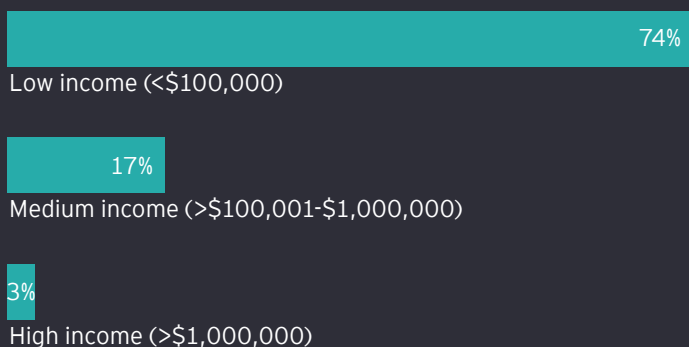 74%
Low income (<$100,000)
17%
Medium income (>$100,001-$1,000,000)
3%
High income (>$1,000,000)